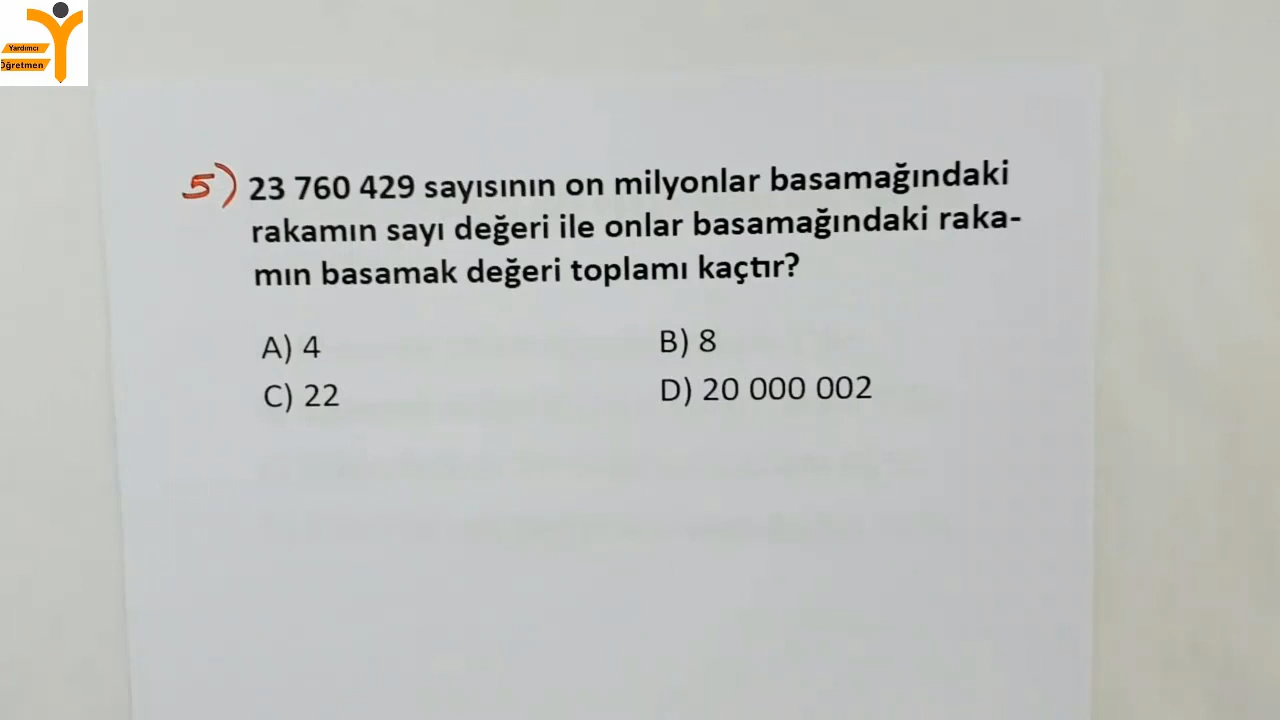 Yardımcı
Öğretmen
5) 23 760 429 sayısının on milyonlar basamağındaki
rakamın sayı değeri ile onlar basamağındaki raka-
mın basamak değeri toplamı kaçtır?
A) 4
B) 8
C) 22
D) 20 000 002